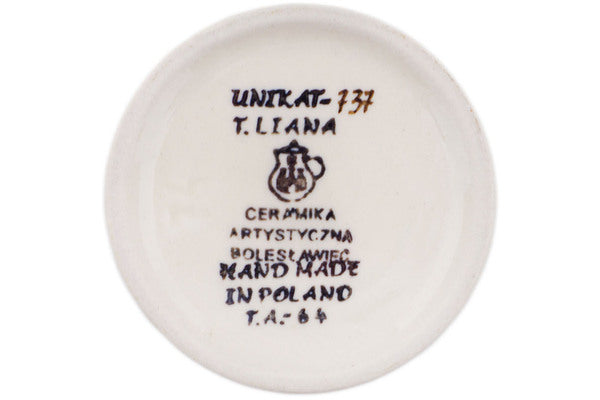 UNIKAT-737
T.LIANA
CERAMIKA
ARTYSTYCZNA
BOLESŁAWIEC
HAND MADE
IN POLAND
T.A.-64